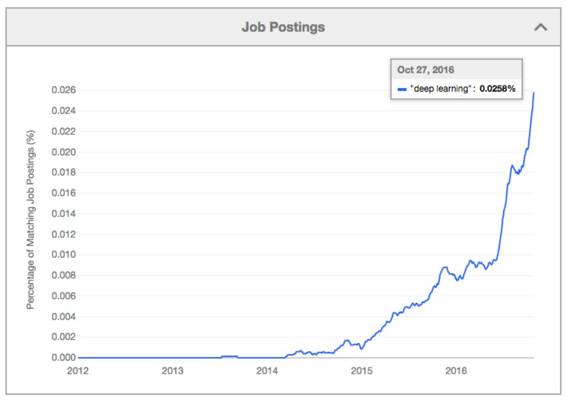 Job Postings
Oct 27, 2016
"deep learning": 0.0258%
Percentage of Matching Job Postings (%)
0.026
0.024
0.022
0.020
0.018
0.016
0.014
0.012
0.010
0.008
0.006
0.004
0.002
0.000
2012 2013 2014 2015 2016